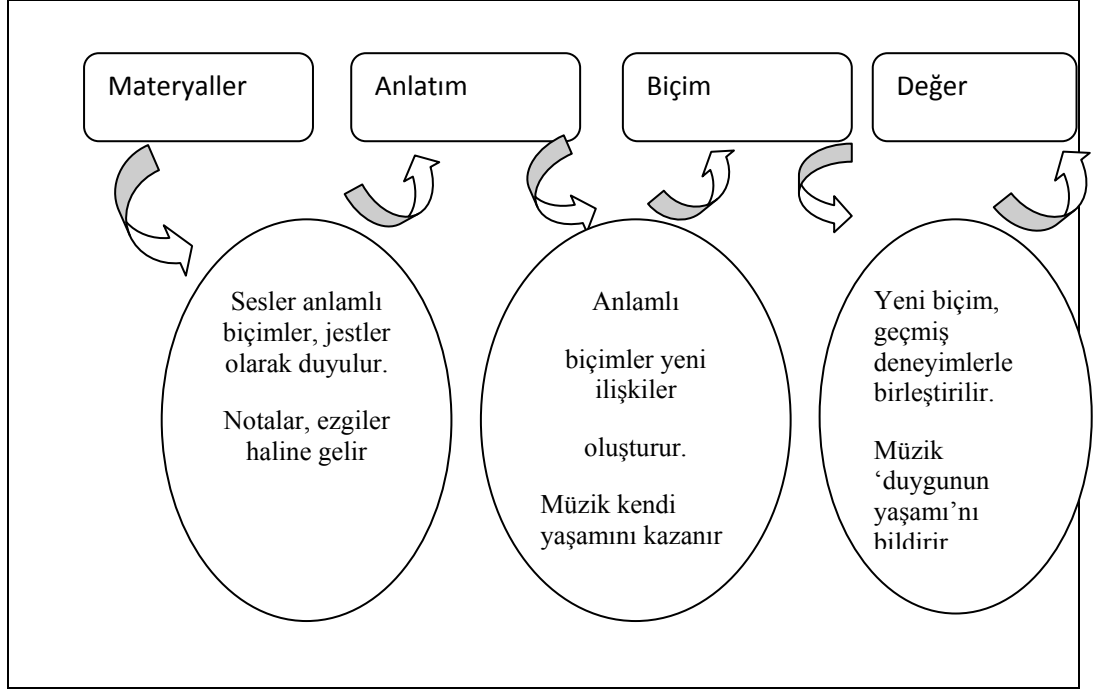 Materyaller
Anlatım
Biçim
Değer
Sesler anlamlı
biçimler, jestler
olarak duyulur.
Notalar, ezgiler
haline gelir
Anlamlı
biçimler yeni
ilişkiler
oluşturur.
Müzik kendi
yaşamını kazanır
Yeni biçim,
geçmiş
deneyimlerle
birleştirilir.
Müzik
‘duygunun
yaşamı’nı
bildirir